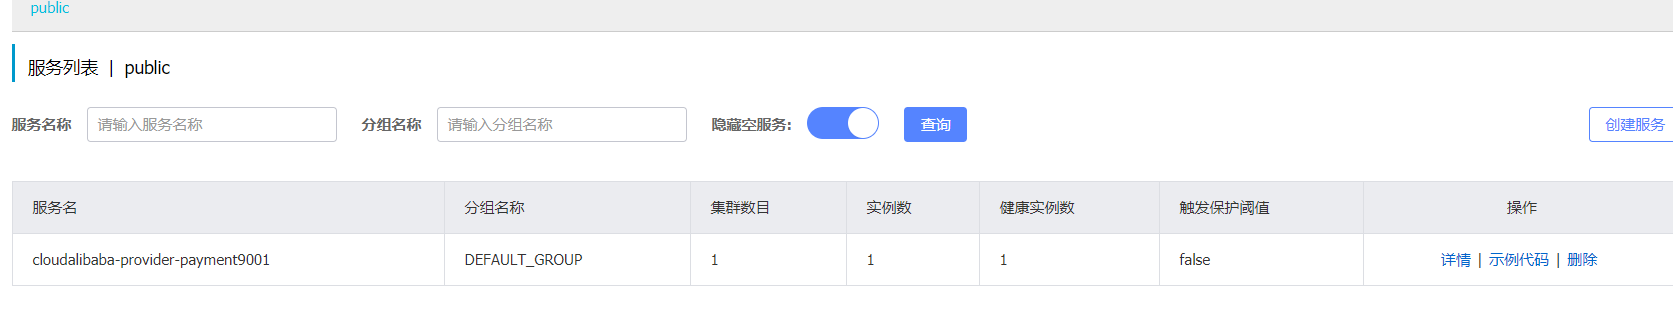 public
服务列表 | public
服务名称 请输入服务名称 分组名称 请输入分组名称 隐藏空服务: 查询 创建服务
服务名 分组名称 集群数目 实例数 健康实例数 触发保护阈值 操作
cloudalibaba-provider-payment9001 DEFAULT_GROUP 1 1 1 false 详情 | 示例代码 | 删除